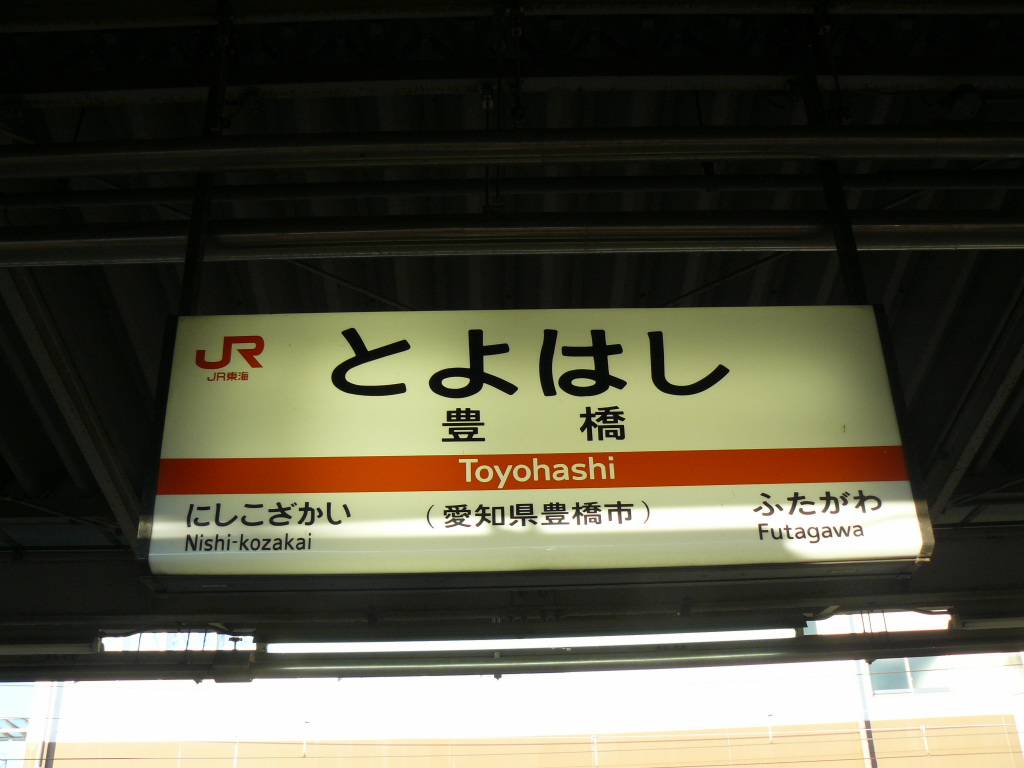 JR
JR東海
とよはし
豊橋
Toyohashi
にしこざかい
Nishi-kozakai
(愛知県豊橋市)
ふたがわ
Futagawa